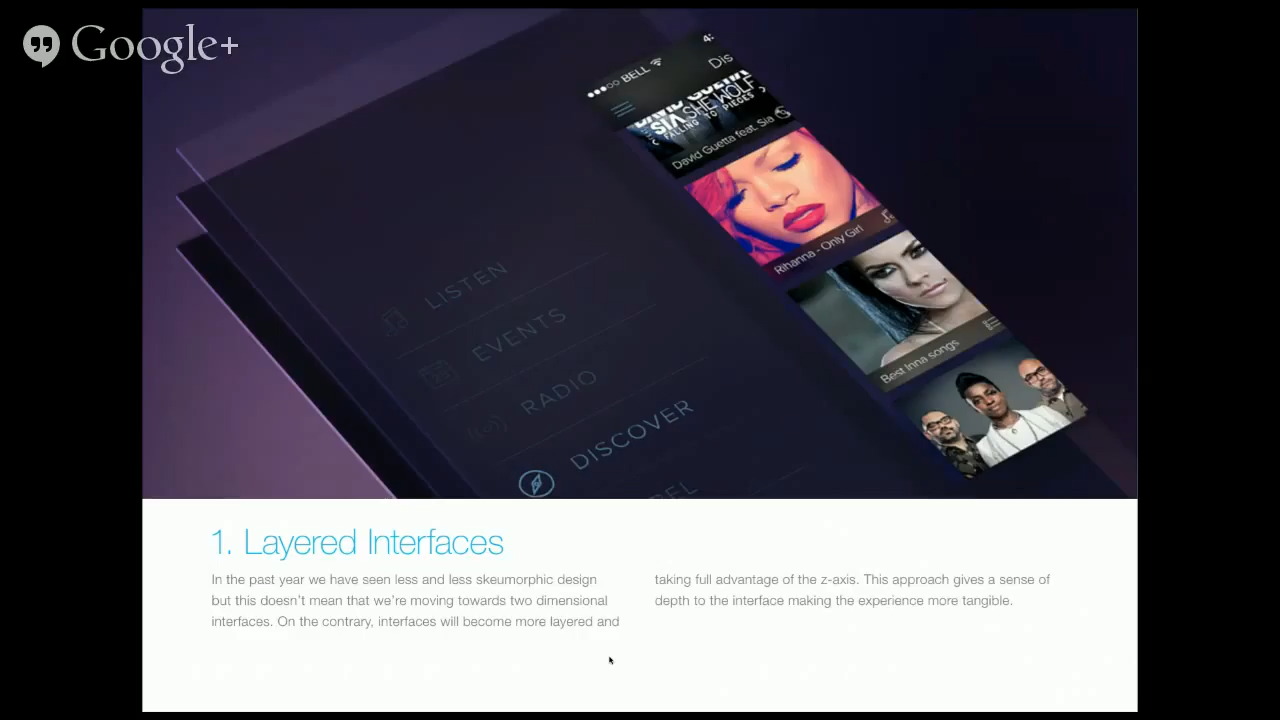 Google+
BELL
4:
Dis
DAVID GUETTA
SIA SHE WOLF
FALLING TO PIECES
David Guetta feat. Sia
Rihanna - Only Girl
Best Inna songs
LISTEN
EVENTS
RADIO
DISCOVER
1. Layered Interfaces
In the past year we have seen less and less skeumorphic design
but this doesn't mean that we're moving towards two dimensional
interfaces. On the contrary, interfaces will become more layered and
taking full advantage of the z-axis. This approach gives a sense of
depth to the interface making the experience more tangible.